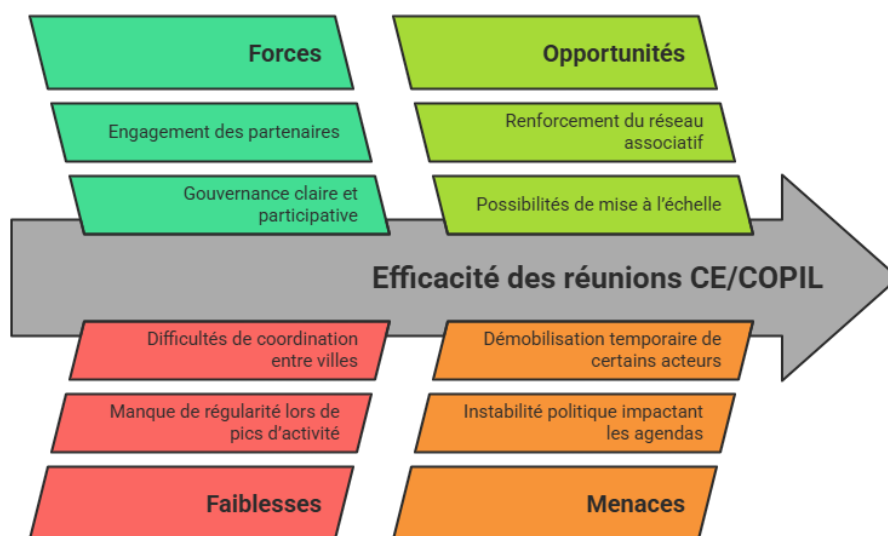 Forces
Opportunités
Engagement des partenaires
Renforcement du réseau
associatif
Gouvernance claire et
participative
Possibilités de mise à l'échelle
Efficacité des réunions CE/COPIL
Difficultés de coordination
entre villes
Démobilisation temporaire de
certains acteurs
Manque de régularité lors de
pics d'activité
Instabilité politique impactant
les agendas
Faiblesses
Menaces